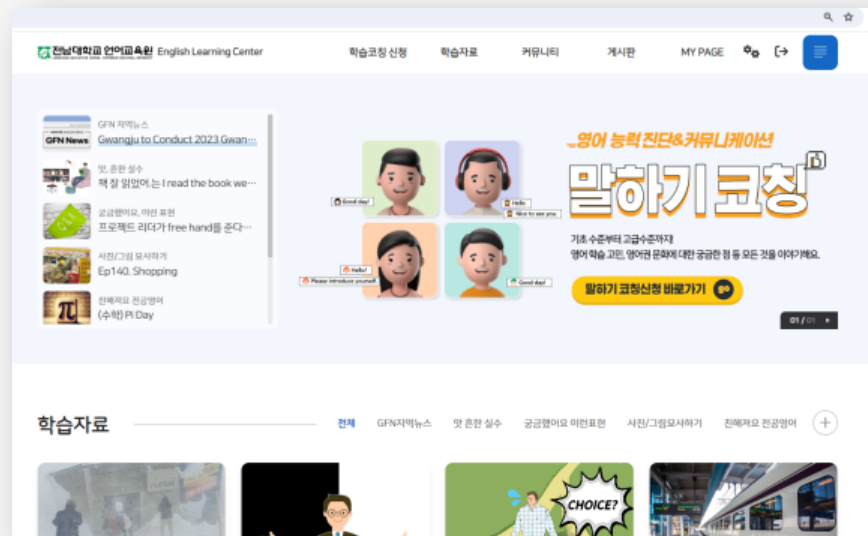 전남대학교 언어교육원 English Learning Center
학습코칭 신청 학습자료 커뮤니티 게시판 MY PAGE
GFN 지역뉴스
GFN News
Gwangju to Conduct 2023 Gwan…
앗, 흔한 실수
책 잘 읽었어.는 I read the book we…
궁금했어요, 이런 표현
프로젝트 리더가 free hand를 준다…
사진/그림 묘사하기
Ep140. Shopping
친해져요 전공영어
(수학) Pi Day
Good day!
Hello
Nice to see you.
Hello!
Please introduce yourself
Good day!
영어 능력 진단&커뮤니케이션
말하기 코칭
기초 수준부터 고급수준까지!
영어 학습 고민, 영어권 문화에 대한 궁금한 점 등 모든 것을 이야기해요.
말하기 코칭신청 바로가기
01 / 01
학습자료
전체 GFN지역뉴스 앗 흔한 실수 궁금했어요 이런표현 사진/그림묘사하기 친해져요 전공영어
CHOICE?